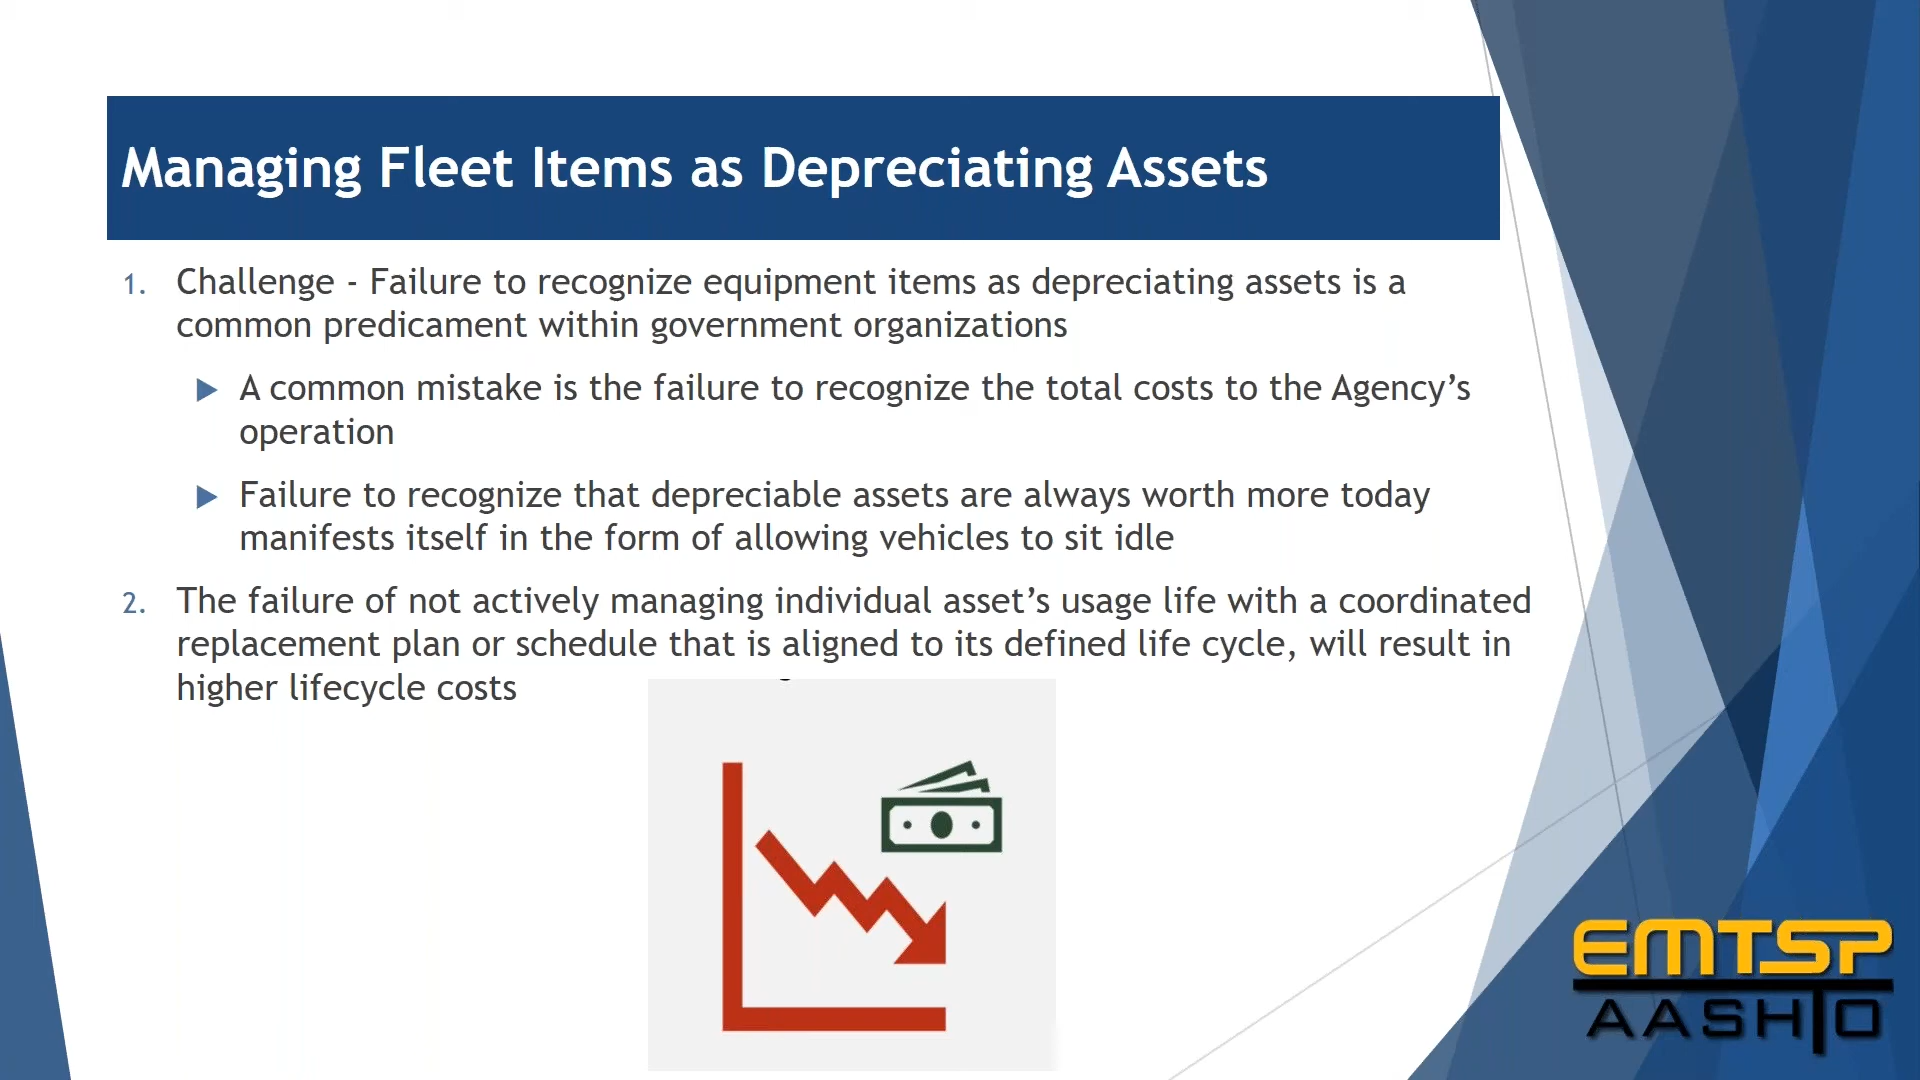 Managing Fleet Items as Depreciating Assets
1. Challenge - Failure to recognize equipment items as depreciating assets is a
common predicament within government organizations
A common mistake is the failure to recognize the total costs to the Agency’s
operation
Failure to recognize that depreciable assets are always worth more today
manifests itself in the form of allowing vehicles to sit idle
2. The failure of not actively managing individual asset’s usage life with a coordinated
replacement plan or schedule that is aligned to its defined life cycle, will result in
higher lifecycle costs
EMTSP
AASHTO